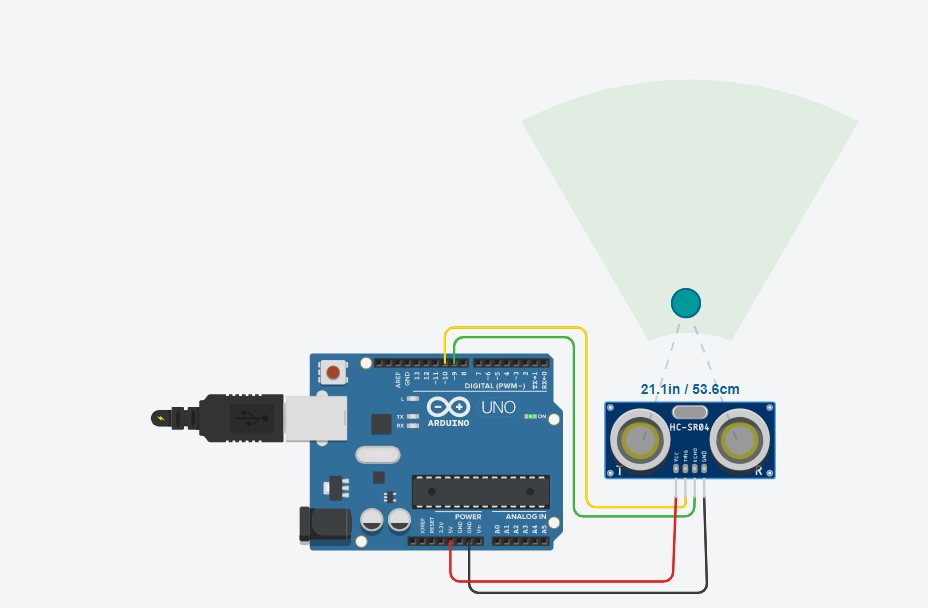 21.1in / 53.6cm
HC-SR04
VCC
TRIG
ECHO
GND
T
R
AREF
GND
13
12
~11
~10
~9
8
7
~6
~5
4
~3
2
TX→1
RX←0
DIGITAL (PWM~)
L
TX
RX
UNO
ARDUINO
ON
POWER
ANALOG IN
IOREF
RESET
3.3V
5V
GND
GND
Vin
A0
A1
A2
A3
A4
A5